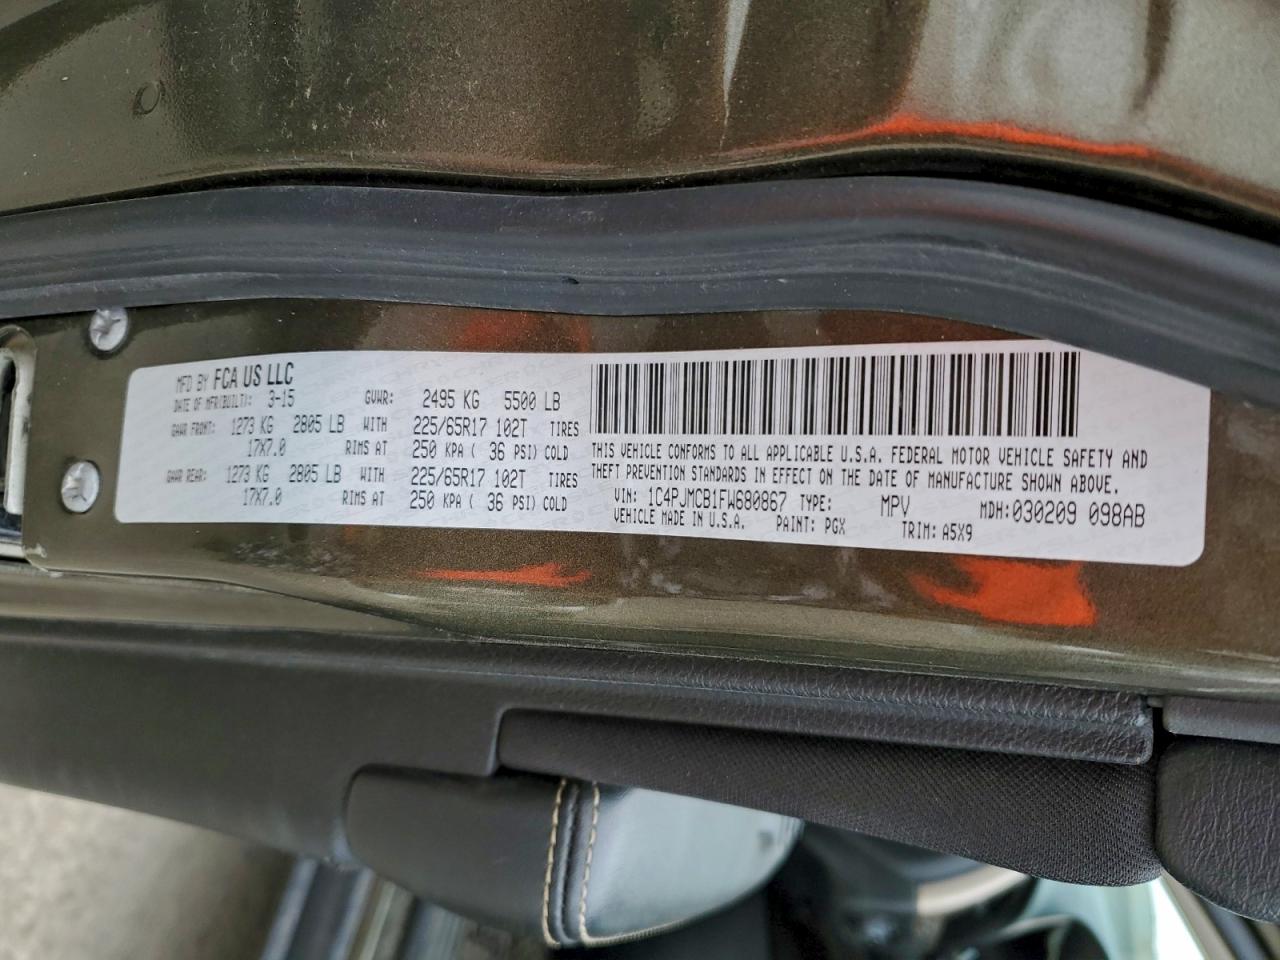 MFD BY FCA US LLC
DATE OF MFR(BUILT): 3-15 GVWR: 2495 KG 5500 LB
GAWR FRONT: 1273 KG 2805 LB WITH 225/65R17 102T TIRES
17X7.0 RIMS AT 250 KPA ( 36 PSI) COLD
GAWR REAR: 1273 KG 2805 LB WITH 225/65R17 102T TIRES
17X7.0 RIMS AT 250 KPA ( 36 PSI) COLD
THIS VEHICLE CONFORMS TO ALL APPLICABLE U.S.A. FEDERAL MOTOR VEHICLE SAFETY AND
THEFT PREVENTION STANDARDS IN EFFECT ON THE DATE OF MANUFACTURE SHOWN ABOVE.
VIN: 1C4PJMCB1FW680867 TYPE: MPV MDH: 030209 098AB
VEHICLE MADE IN U.S.A. PAINT: PGX TRIM: A5X9